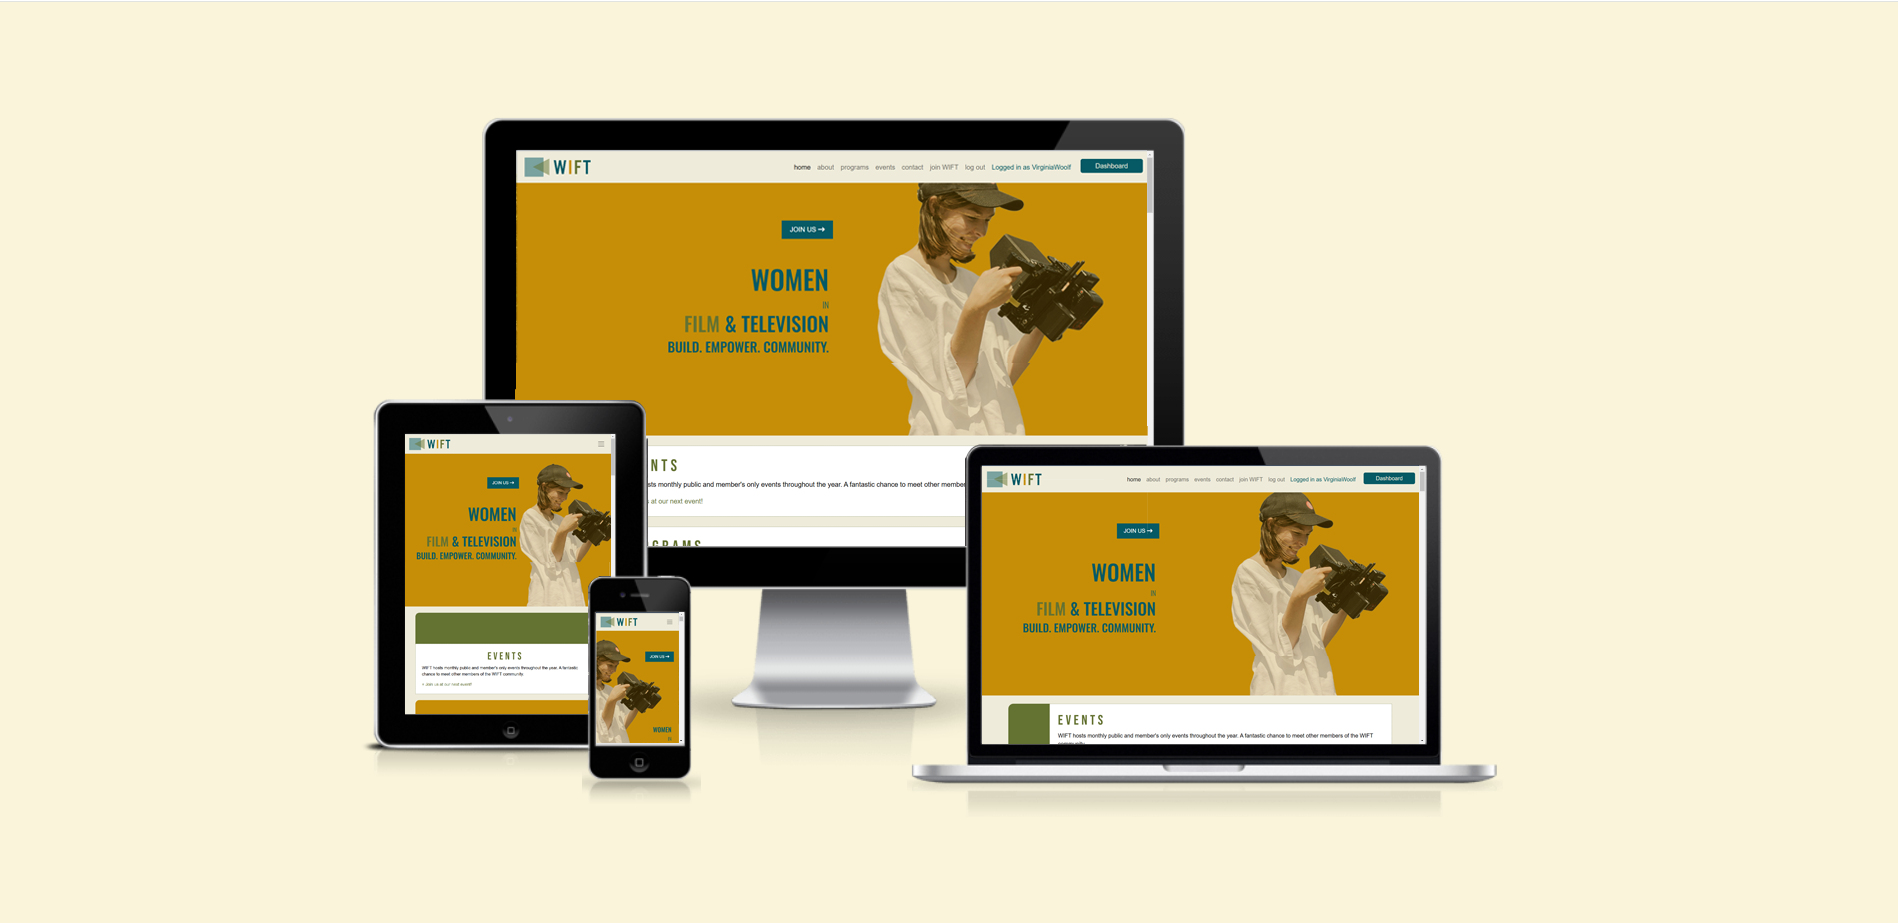 WIFT
home about programs events contact join WIFT log out Logged in as VirginiaWoolf Dashboard
JOIN US →
WOMEN
IN
FILM & TELEVISION
BUILD. EMPOWER. COMMUNITY.
NTS
sts monthly public and member's only events throughout the year. A fantastic chance to meet other member
s at our next event!
GRAMS
WIFT
JOIN US →
WOMEN
IN
FILM & TELEVISION
BUILD. EMPOWER. COMMUNITY.
EVENTS
WIFT hosts monthly public and member's only events throughout the year. A fantastic
chance to meet other members of the WIFT community.
Join us at our next event!
WIFT
JOIN US →
WOMEN
IN
WIFT
home about programs events contact join WIFT log out Logged in as VirginiaWoolf Dashboard
JOIN US →
WOMEN
IN
FILM & TELEVISION
BUILD. EMPOWER. COMMUNITY.
EVENTS
WIFT hosts monthly public and member's only events throughout the year. A fantastic chance to meet other members of the WIFT